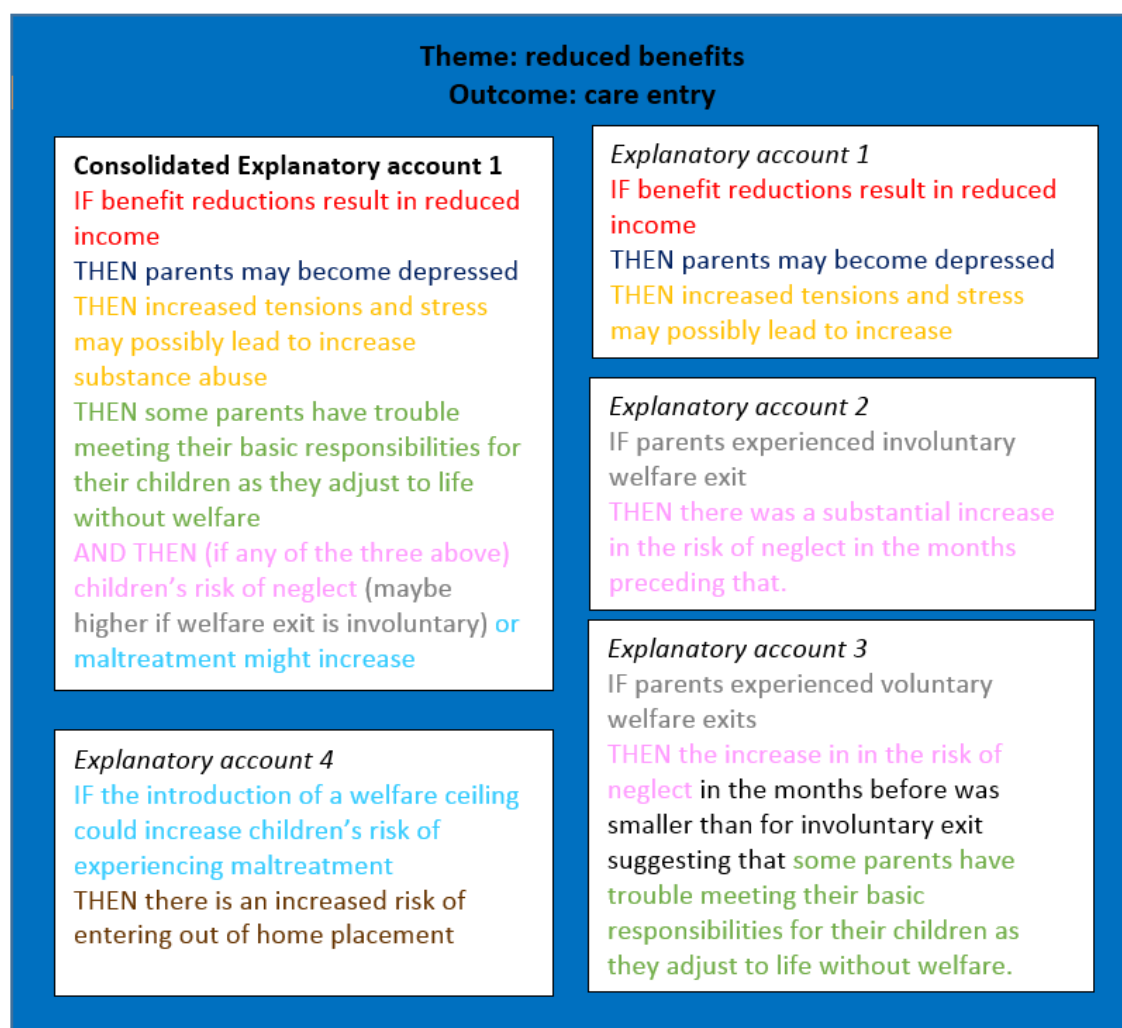 Theme: reduced benefits
Outcome: care entry
Consolidated Explanatory account 1
IF benefit reductions result in reduced
income
THEN parents may become depressed
THEN increased tensions and stress
may possibly lead to increase
substance abuse
THEN some parents have trouble
meeting their basic responsibilities for
their children as they adjust to life
without welfare
AND THEN (if any of the three above)
children's risk of neglect (maybe
higher if welfare exit is involuntary) or
maltreatment might increase
Explanatory account 1
IF benefit reductions result in reduced
income
THEN parents may become depressed
THEN increased tensions and stress
may possibly lead to increase
Explanatory account 2
IF parents experienced involuntary
welfare exit
THEN there was a substantial increase
in the risk of neglect in the months
preceding that.
Explanatory account 3
IF parents experienced voluntary
welfare exits
THEN the increase in in the risk of
neglect in the months before was
smaller than for involuntary exit
suggesting that some parents have
trouble meeting their basic
responsibilities for their children as
they adjust to life without welfare.
Explanatory account 4
IF the introduction of a welfare ceiling
could increase children's risk of
experiencing maltreatment
THEN there is an increased risk of
entering out of home placement